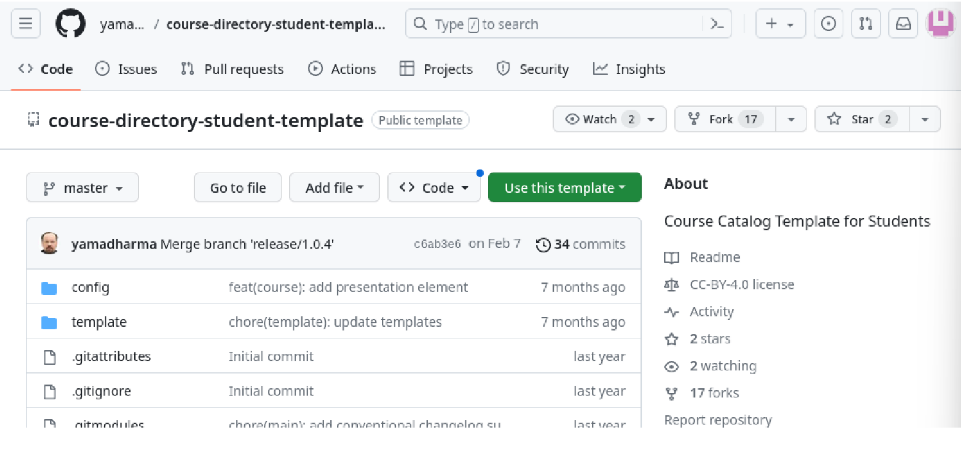 yama... / course-directory-student-templa... Type / to search
Code Issues Pull requests Actions Projects Security Insights
course-directory-student-template Public template Watch 2 Fork 17 Star 2
master Go to file Add file Code Use this template
yamadharma Merge branch 'release/1.0.4' c6ab3e6 on Feb 7 34 commits
config feat(course): add presentation element 7 months ago
template chore(template): update templates 7 months ago
.gitattributes Initial commit last year
.gitignore Initial commit last year
.gitmodules chore(main): add conventional changelog su last year
About
Course Catalog Template for Students
Readme
CC-BY-4.0 license
Activity
2 stars
2 watching
17 forks
Report repository